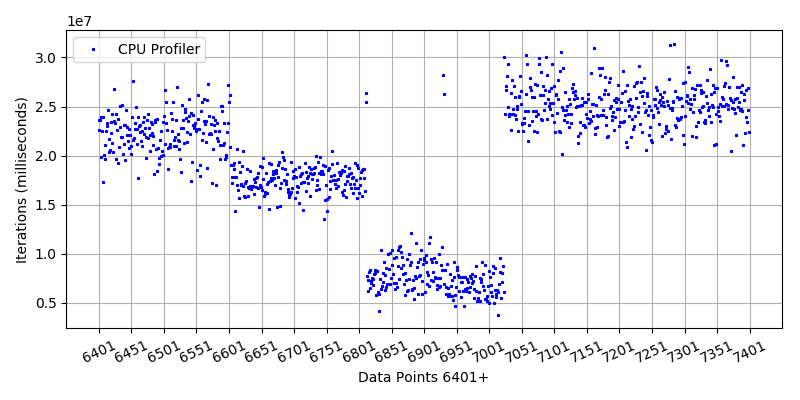 1e7
CPU Profiler
3.0
2.5
2.0
1.5
1.0
0.5
Iterations (milliseconds)
6401 6451 6501 6551 6601 6651 6701 6751 6801 6851 6901 6951 7001 7051 7101 7151 7201 7251 7301 7351 7401
Data Points 6401+